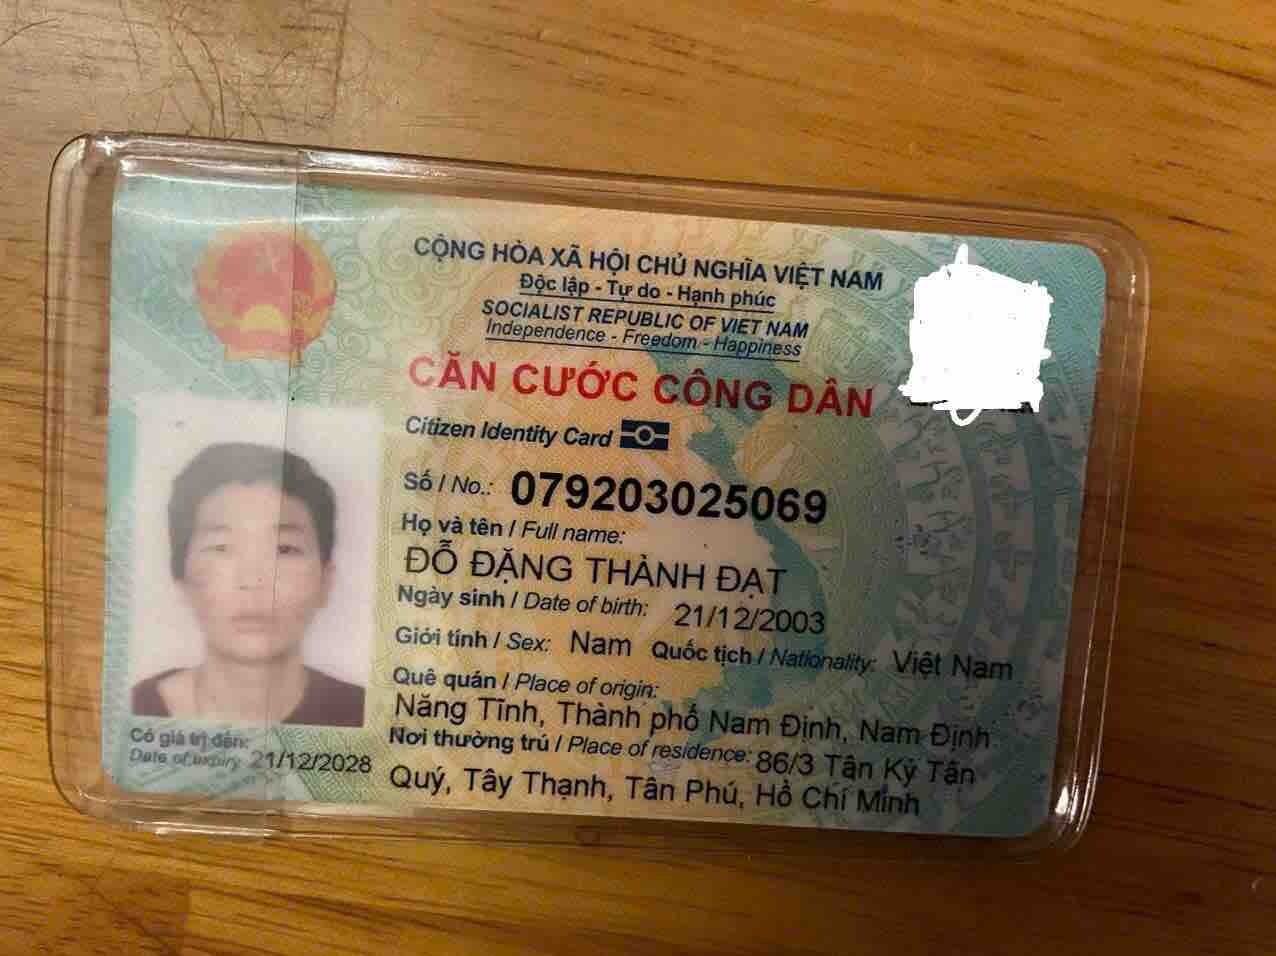 CỘNG HÒA XÃ HỘI CHỦ NGHĨA VIỆT NAM
Độc lập - Tự do - Hạnh phúc
SOCIALIST REPUBLIC OF VIET NAM
Independence - Freedom - Happiness
CĂN CƯỚC CÔNG DÂN
Citizen Identity Card
Số / No.: 079203025069
Họ và tên / Full name:
ĐỖ ĐẶNG THÀNH ĐẠT
Ngày sinh / Date of birth: 21/12/2003
Giới tính / Sex: Nam Quốc tịch / Nationality: Việt Nam
Quê quán / Place of origin:
Năng Tĩnh, Thành phố Nam Định, Nam Định
Nơi thường trú / Place of residence: 86/3 Tân Kỳ Tân
Quý, Tây Thạnh, Tân Phú, Hồ Chí Minh
Có giá trị đến:
Date of expiry 21/12/2028